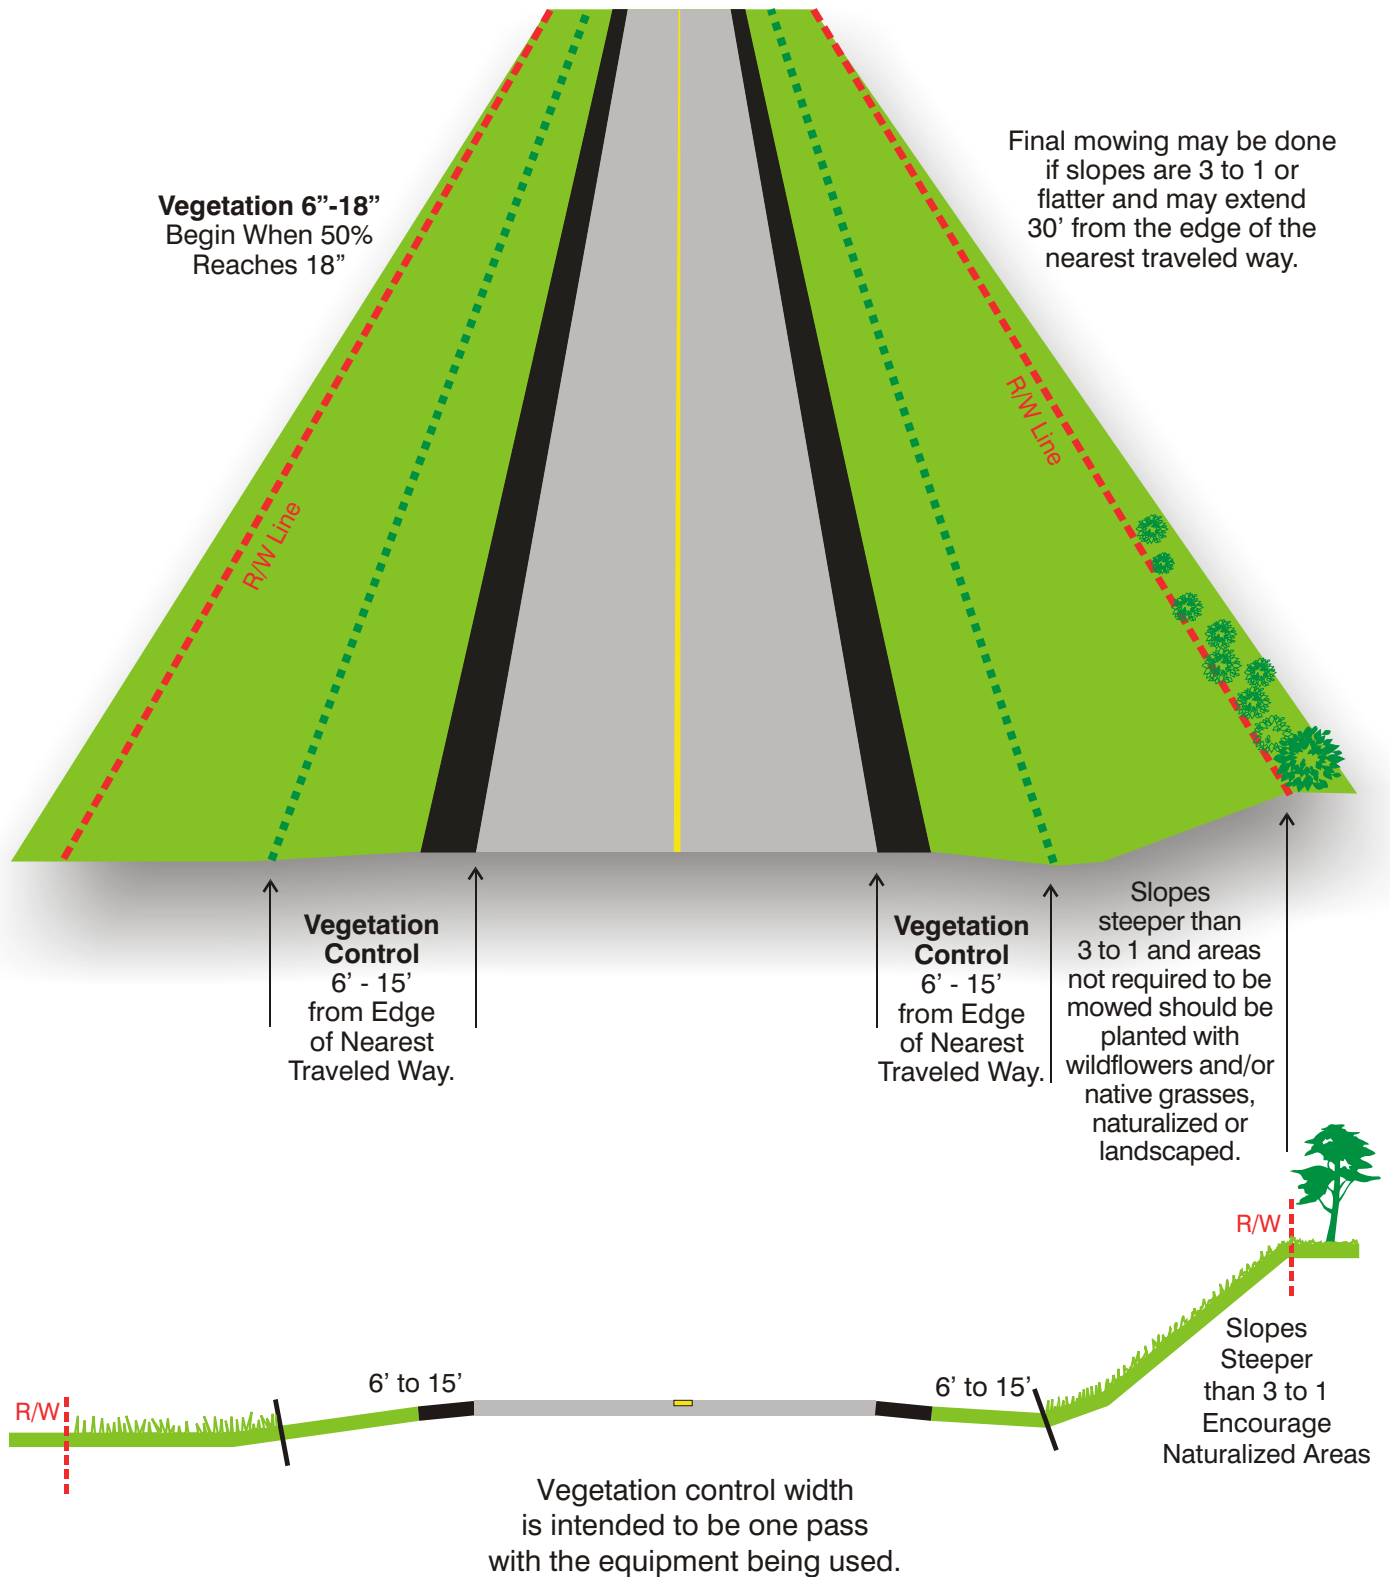 Final mowing may be done
if slopes are 3 to 1 or
flatter and may extend
30’ from the edge of the
nearest traveled way.
Vegetation 6”-18”
Begin When 50%
Reaches 18”
R/W Line
R/W Line
Vegetation
Control
6’ - 15’
from Edge
of Nearest
Traveled Way.
Vegetation
Control
6’ - 15’
from Edge
of Nearest
Traveled Way.
Slopes
steeper than
3 to 1 and areas
not required to be
mowed should be
planted with
wildflowers and/or
native grasses,
naturalized or
landscaped.
R/W
6’ to 15’
6’ to 15’
R/W
Slopes
Steeper
than 3 to 1
Encourage
Naturalized Areas
Vegetation control width
is intended to be one pass
with the equipment being used.